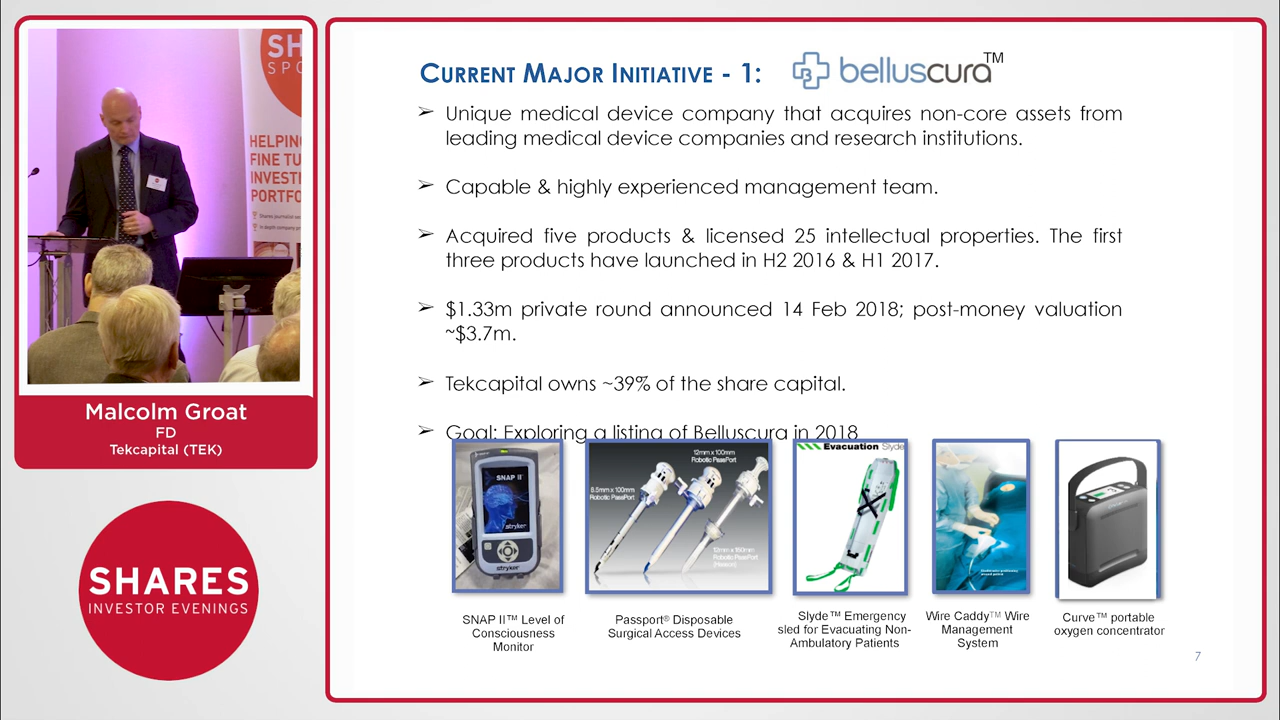 SH
SPO
HELPING
FINE TU
INVEST
PORTFO
Malcolm Groat
FD
Tekcapital (TEK)
SHARES
INVESTOR EVENINGS
CURRENT MAJOR INITIATIVE - 1:
belluscura™
➢ Unique medical device company that acquires non-core assets from
leading medical device companies and research institutions.
➢ Capable & highly experienced management team.
➢ Acquired five products & licensed 25 intellectual properties. The first
three products have launched in H2 2016 & H1 2017.
➢ $1.33m private round announced 14 Feb 2018; post-money valuation
~$3.7m.
➢ Tekcapital owns ~39% of the share capital.
➢ Goal: Exploring a listing of Belluscura in 2018
SNAP II
stryker
stryker
12mm x 100mm
Robotic PassPort
8.5mm x 100mm
Robotic PassPort
12mm x 150mm
Robotic PassPort
Evacuation Slyde
SNAP II™ Level of
Consciousness
Monitor
Passport® Disposable
Surgical Access Devices
Slyde™ Emergency
sled for Evacuating Non-
Ambulatory Patients
Wire Caddy™ Wire
Management
System
Curve™ portable
oxygen concentrator
7